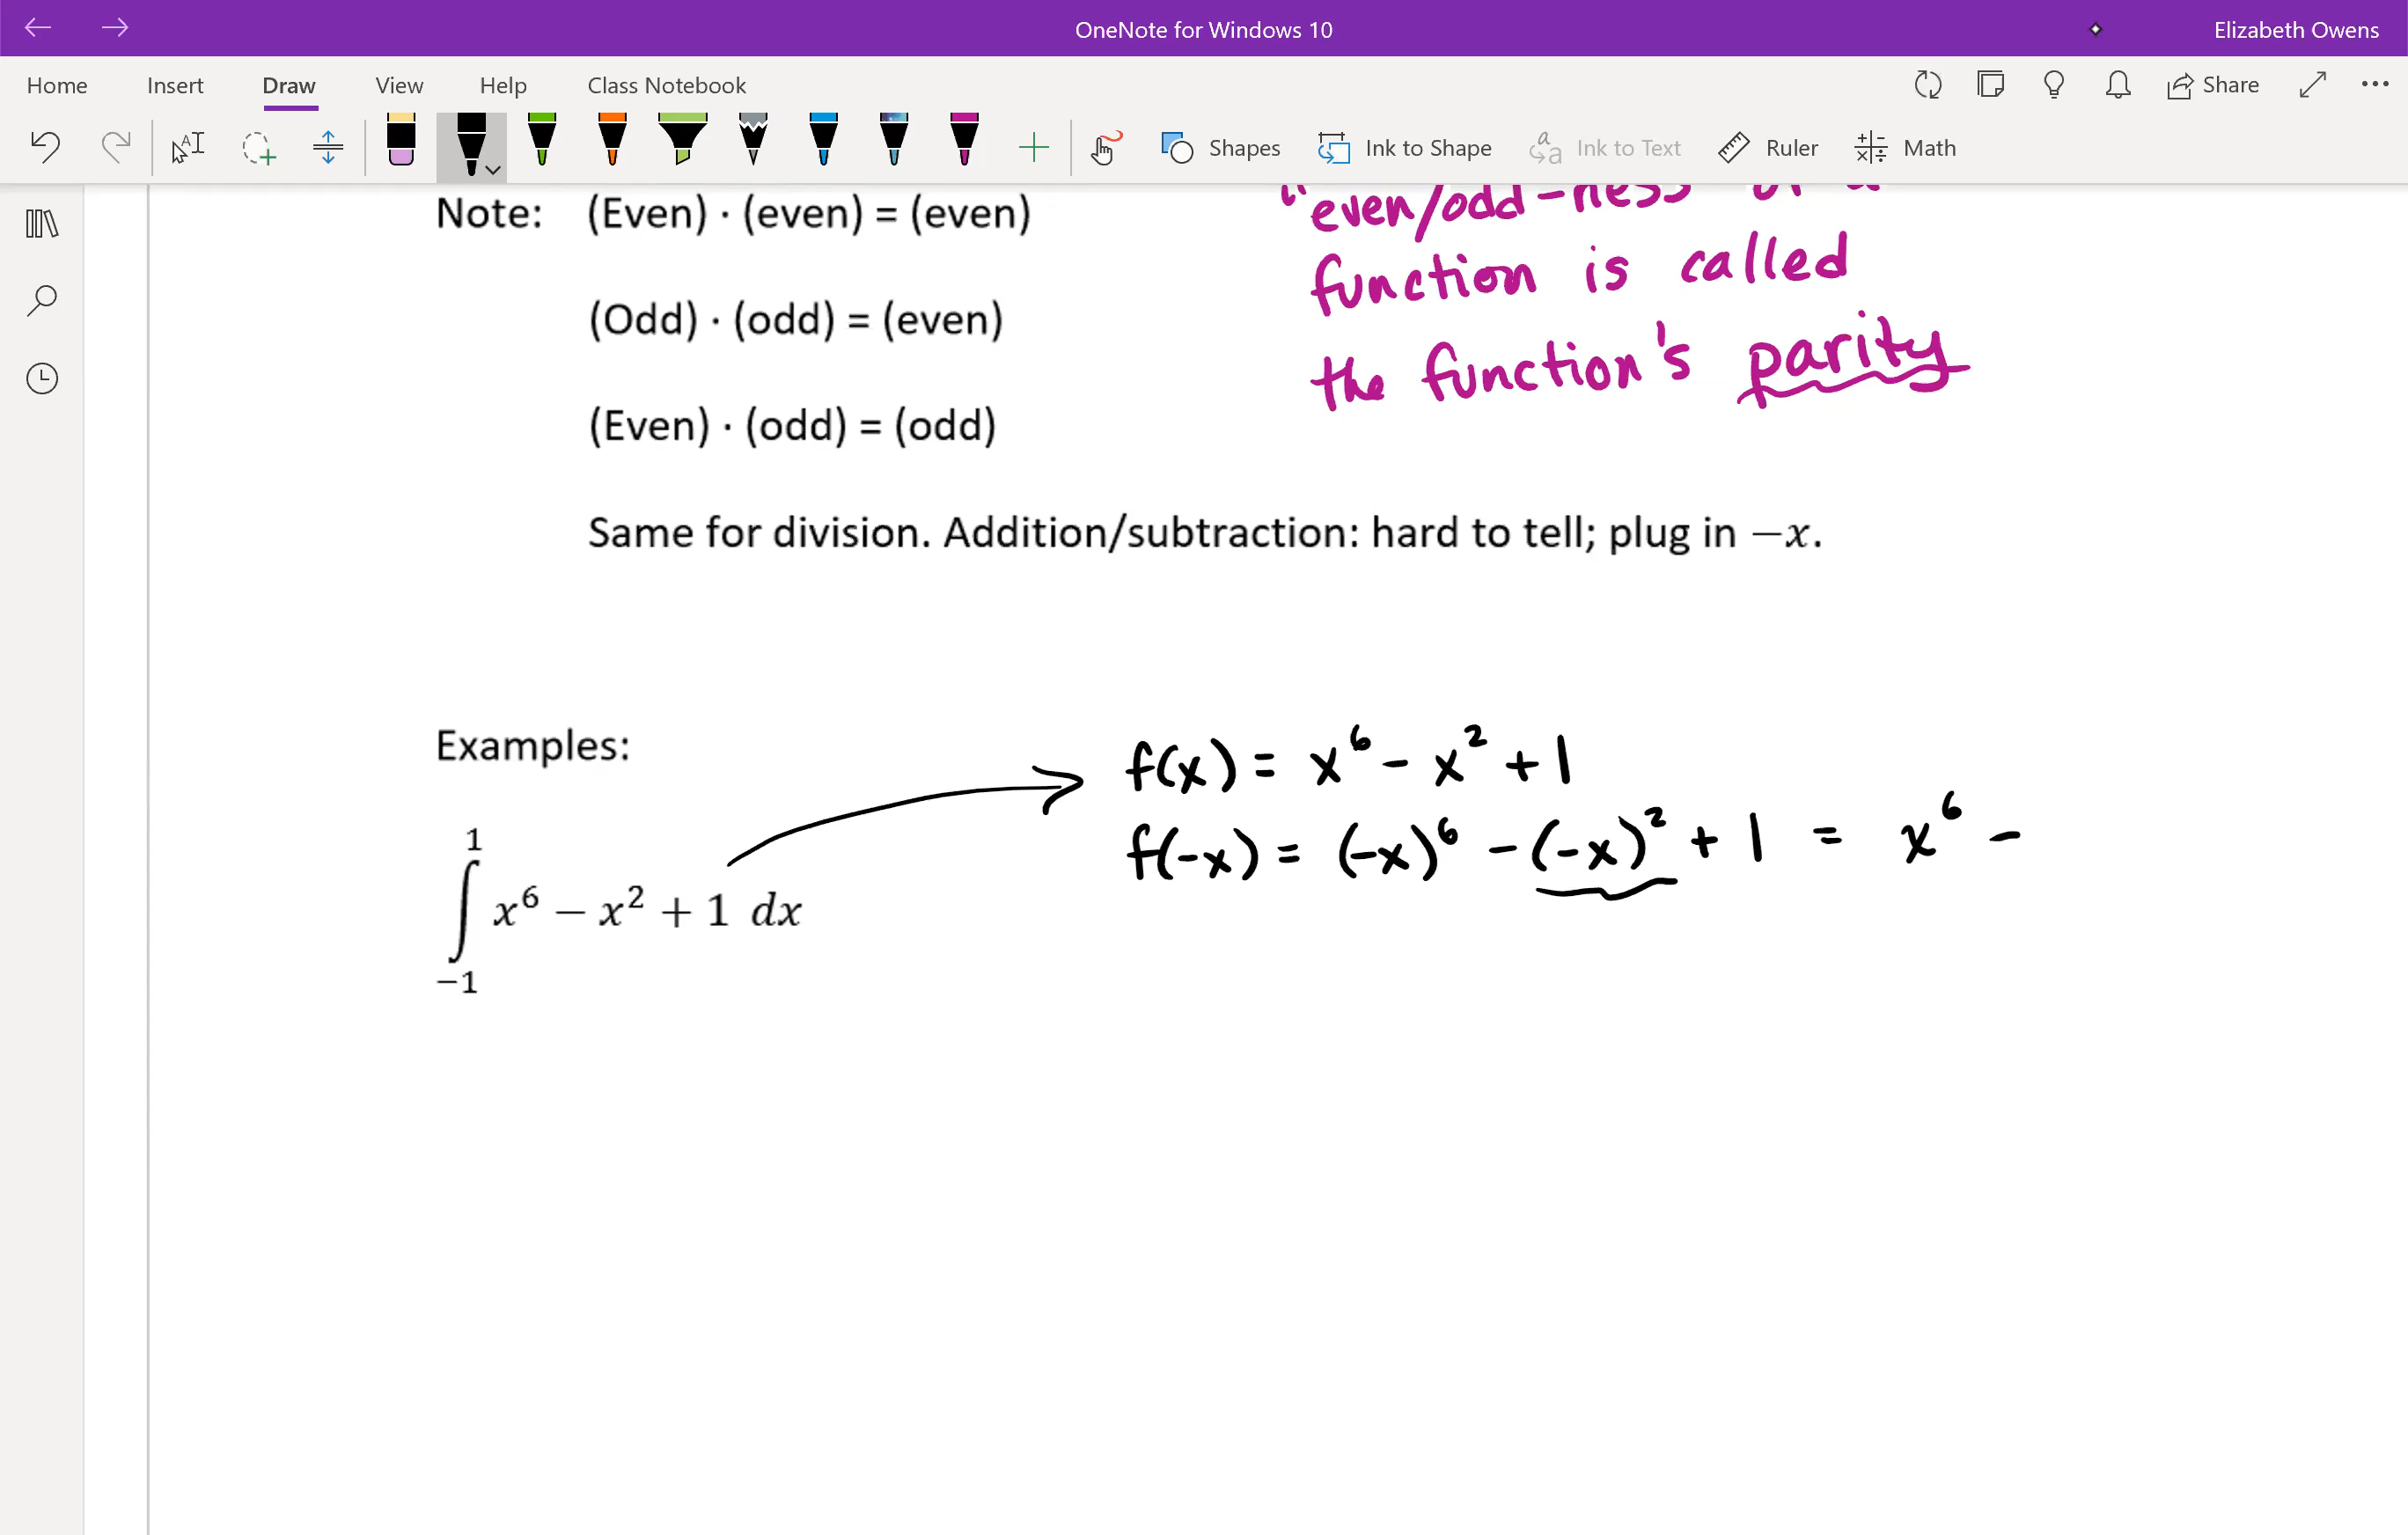 OneNote for Windows 10
Elizabeth Owens
Home Insert Draw View Help Class Notebook
Share
Shapes Ink to Shape Ink to Text Ruler Math
Note: (Even) · (even) = (even)
(Odd) · (odd) = (even)
(Even) · (odd) = (odd)
Same for division. Addition/subtraction: hard to tell; plug in −x.
"even/odd-ness of a
function is called
the function's parity
Examples:
∫₋₁¹ x⁶ − x² + 1 dx
f(x) = x⁶ - x² + 1
f(-x) = (-x)⁶ - (-x)² + 1 = x⁶ -